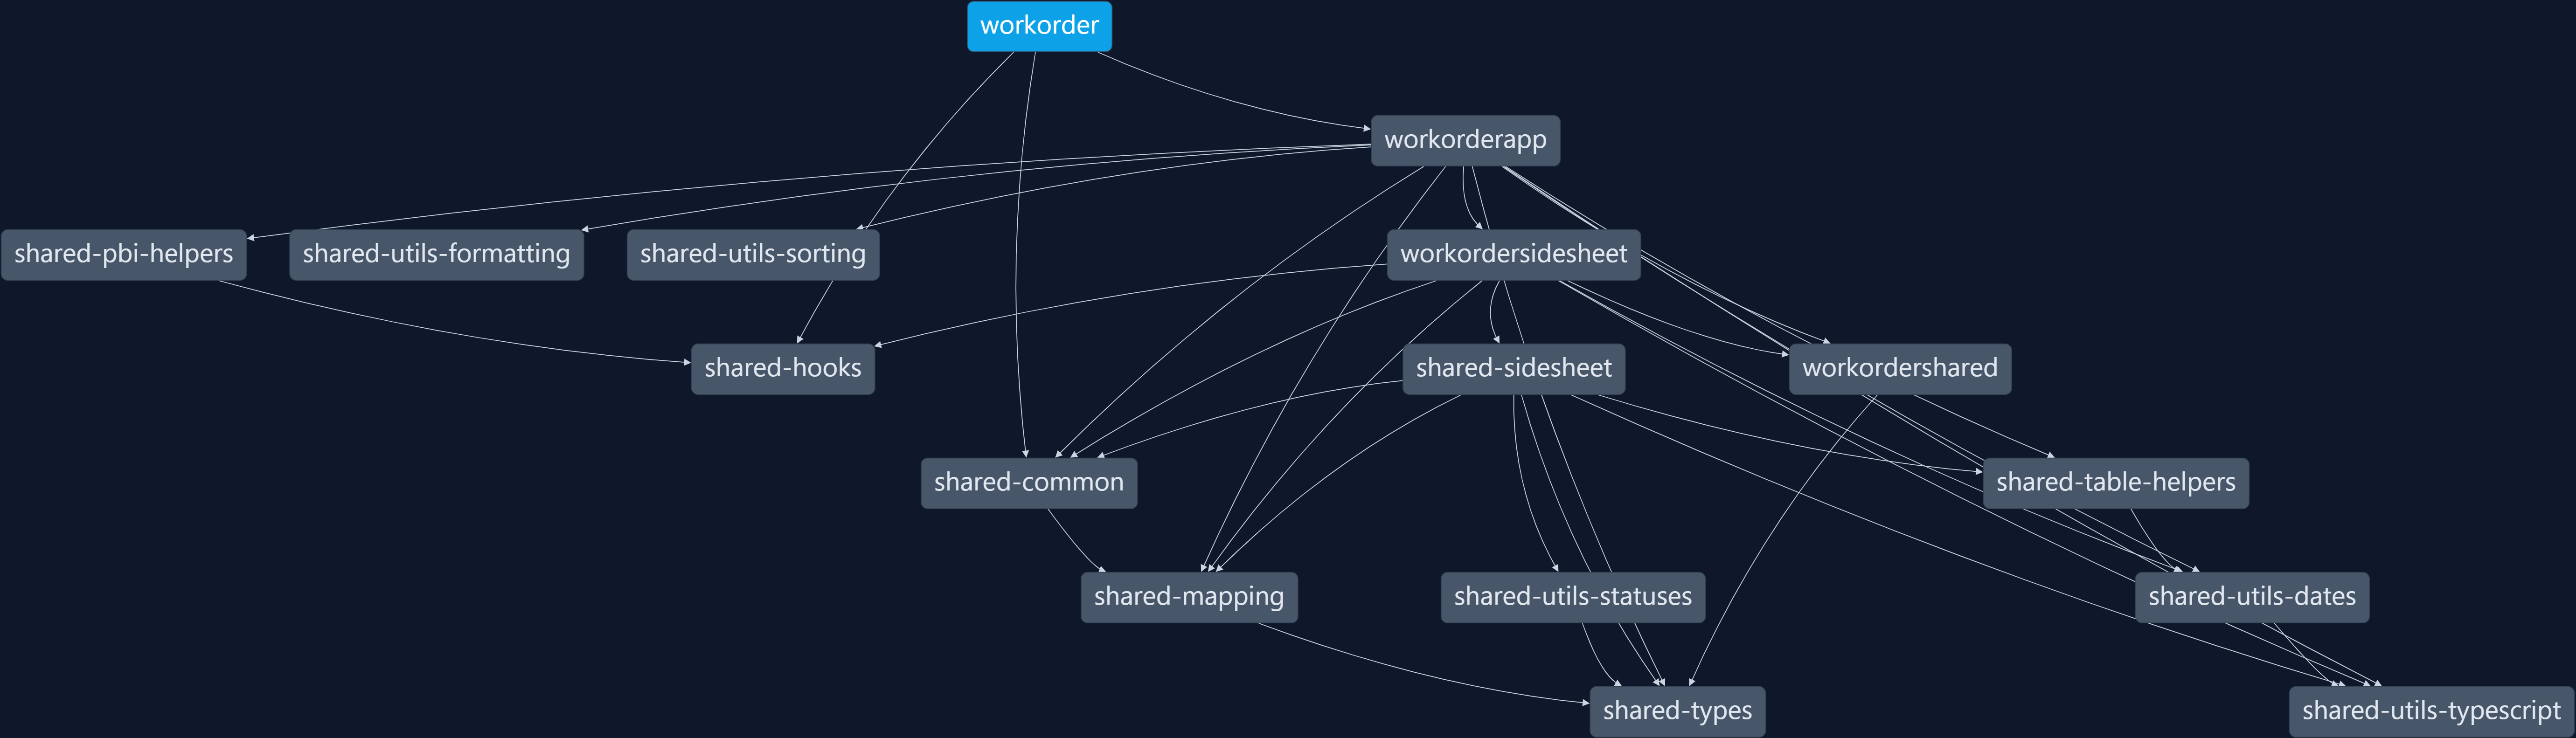 workorder
workorderapp
shared-pbi-helpers
shared-utils-formatting
shared-utils-sorting
workordersidesheet
shared-hooks
shared-sidesheet
workordershared
shared-common
shared-table-helpers
shared-mapping
shared-utils-statuses
shared-utils-dates
shared-types
shared-utils-typescript